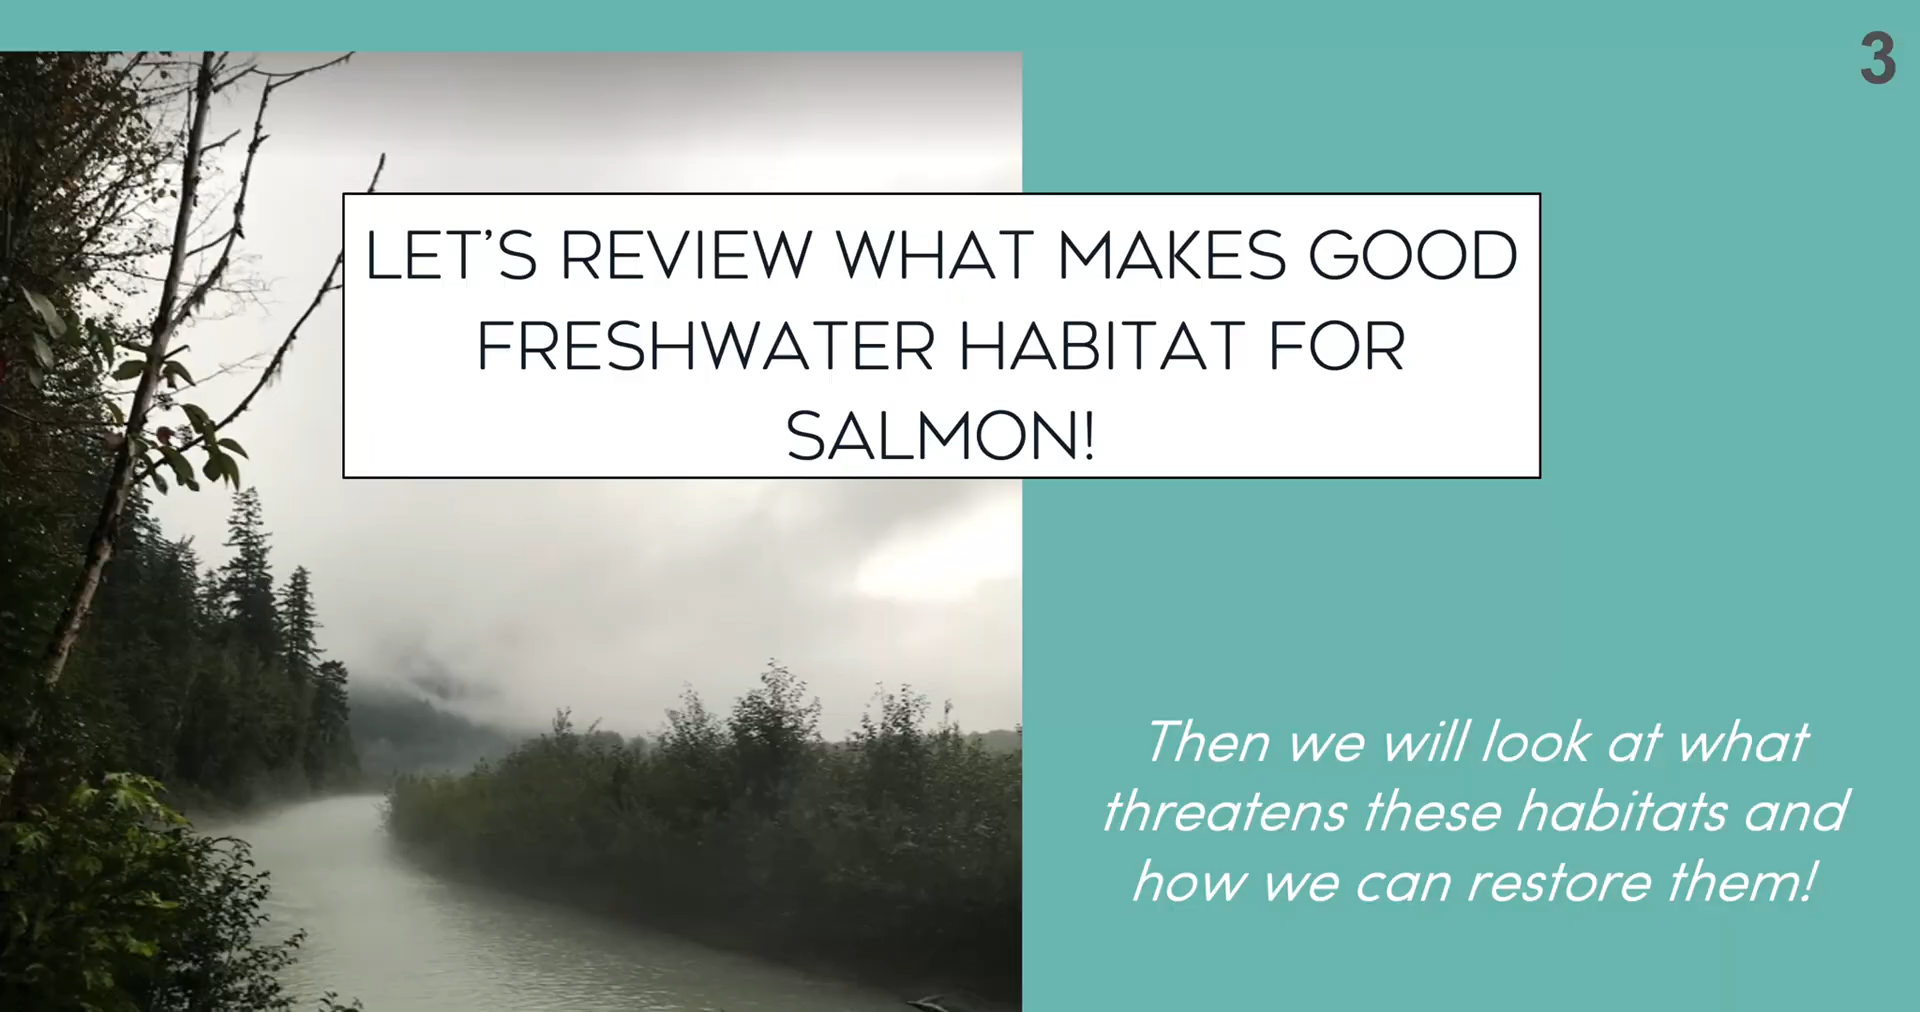 3
LET'S REVIEW WHAT MAKES GOOD
FRESHWATER HABITAT FOR
SALMON!
Then we will look at what
threatens these habitats and
how we can restore them!